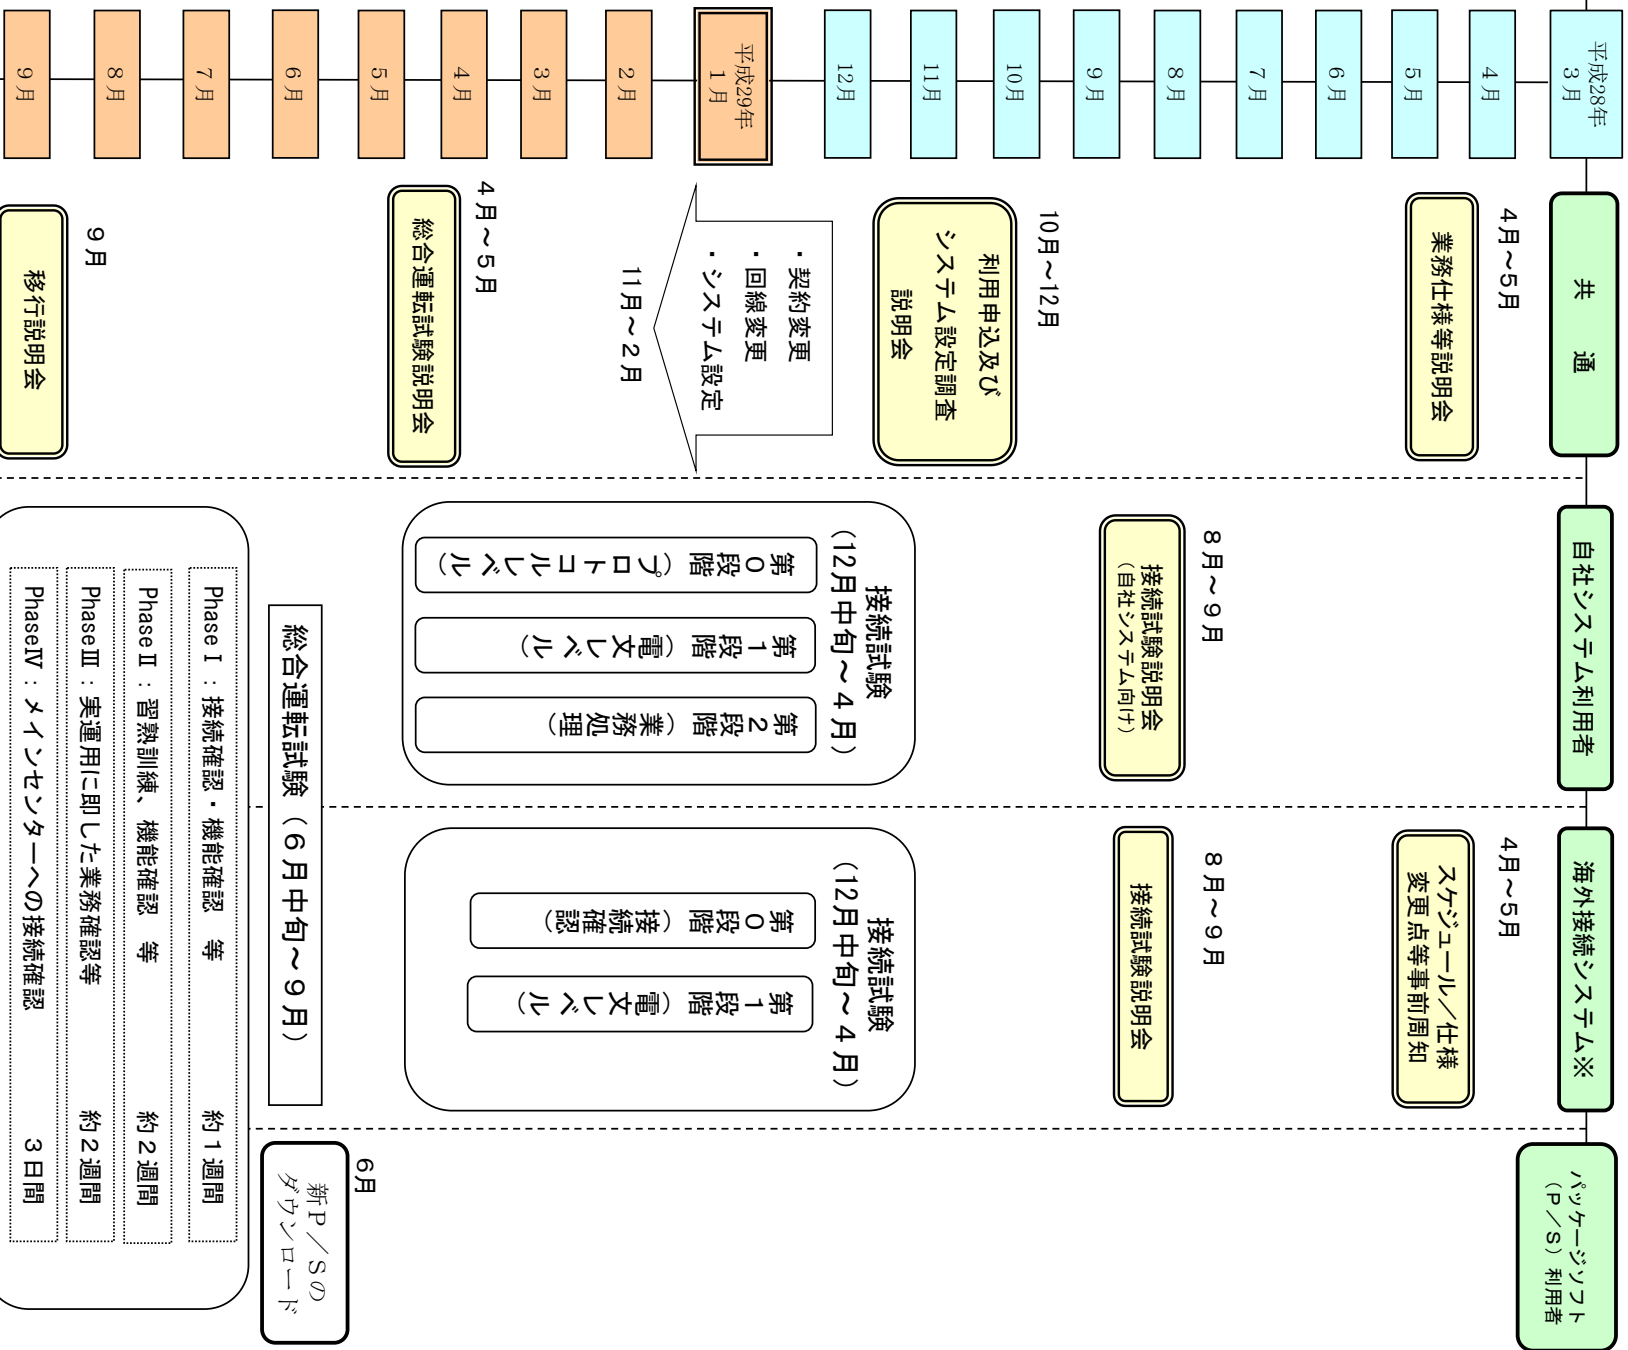 平成28年
3月
4月
5月
6月
7月
8月
9月
10月
11月
12月
平成29年
1月
2月
3月
4月
5月
6月
7月
8月
9月
共　通
4月～5月
業務仕様等説明会
10月～12月
利用申込及び
システム設定調査
説明会
・契約変更
・回線変更
・システム設定
11月～2月
4月～5月
総合運転試験説明会
9月
移行説明会
自社システム利用者
8月～9月
接続試験説明会
（自社システム向け）
接続試験
（12月中旬～4月）
第0段階（プロトコルレベル）
第1段階（電文レベル）
第2段階（業務処理）
海外接続システム※
4月～5月
スケジュール／仕様
変更点等事前周知
8月～9月
接続試験説明会
接続試験
（12月中旬～4月）
第0段階（接続確認）
第1段階（電文レベル）
パッケージソフト
（P／S）利用者
6月
新P／Sの
ダウンロード
総合運転試験（6月中旬～9月）
PhaseⅠ：接続確認・機能確認　等　約1週間
PhaseⅡ：習熟訓練、機能確認　等　約2週間
PhaseⅢ：実運用に即した業務確認等　約2週間
PhaseⅣ：メインセンターへの接続確認　3日間